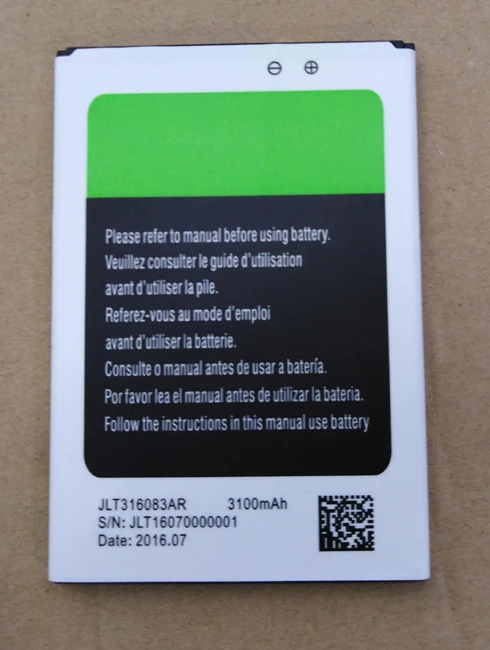 ⊖ ⊕
Please refer to manual before using battery.
Veuillez consulter le guide d'utilisation
avant d'utiliser la pile.
Referez-vous au mode d'emploi
avant d'utiliser la batterie.
Consulte o manual antes de usar a batería.
Por favor lea el manual antes de utilizar la bateria.
Follow the instructions in this manual use battery
JLT316083AR 3100mAh
S/N: JLT16070000001
Date: 2016.07